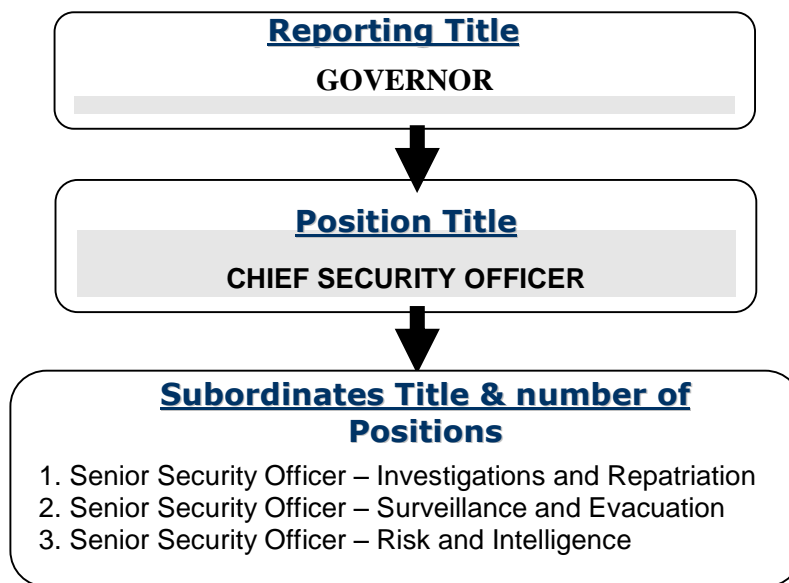 Reporting Title
GOVERNOR
Position Title
CHIEF SECURITY OFFICER
Subordinates Title & number of
Positions
1. Senior Security Officer – Investigations and Repatriation
2. Senior Security Officer – Surveillance and Evacuation
3. Senior Security Officer – Risk and Intelligence